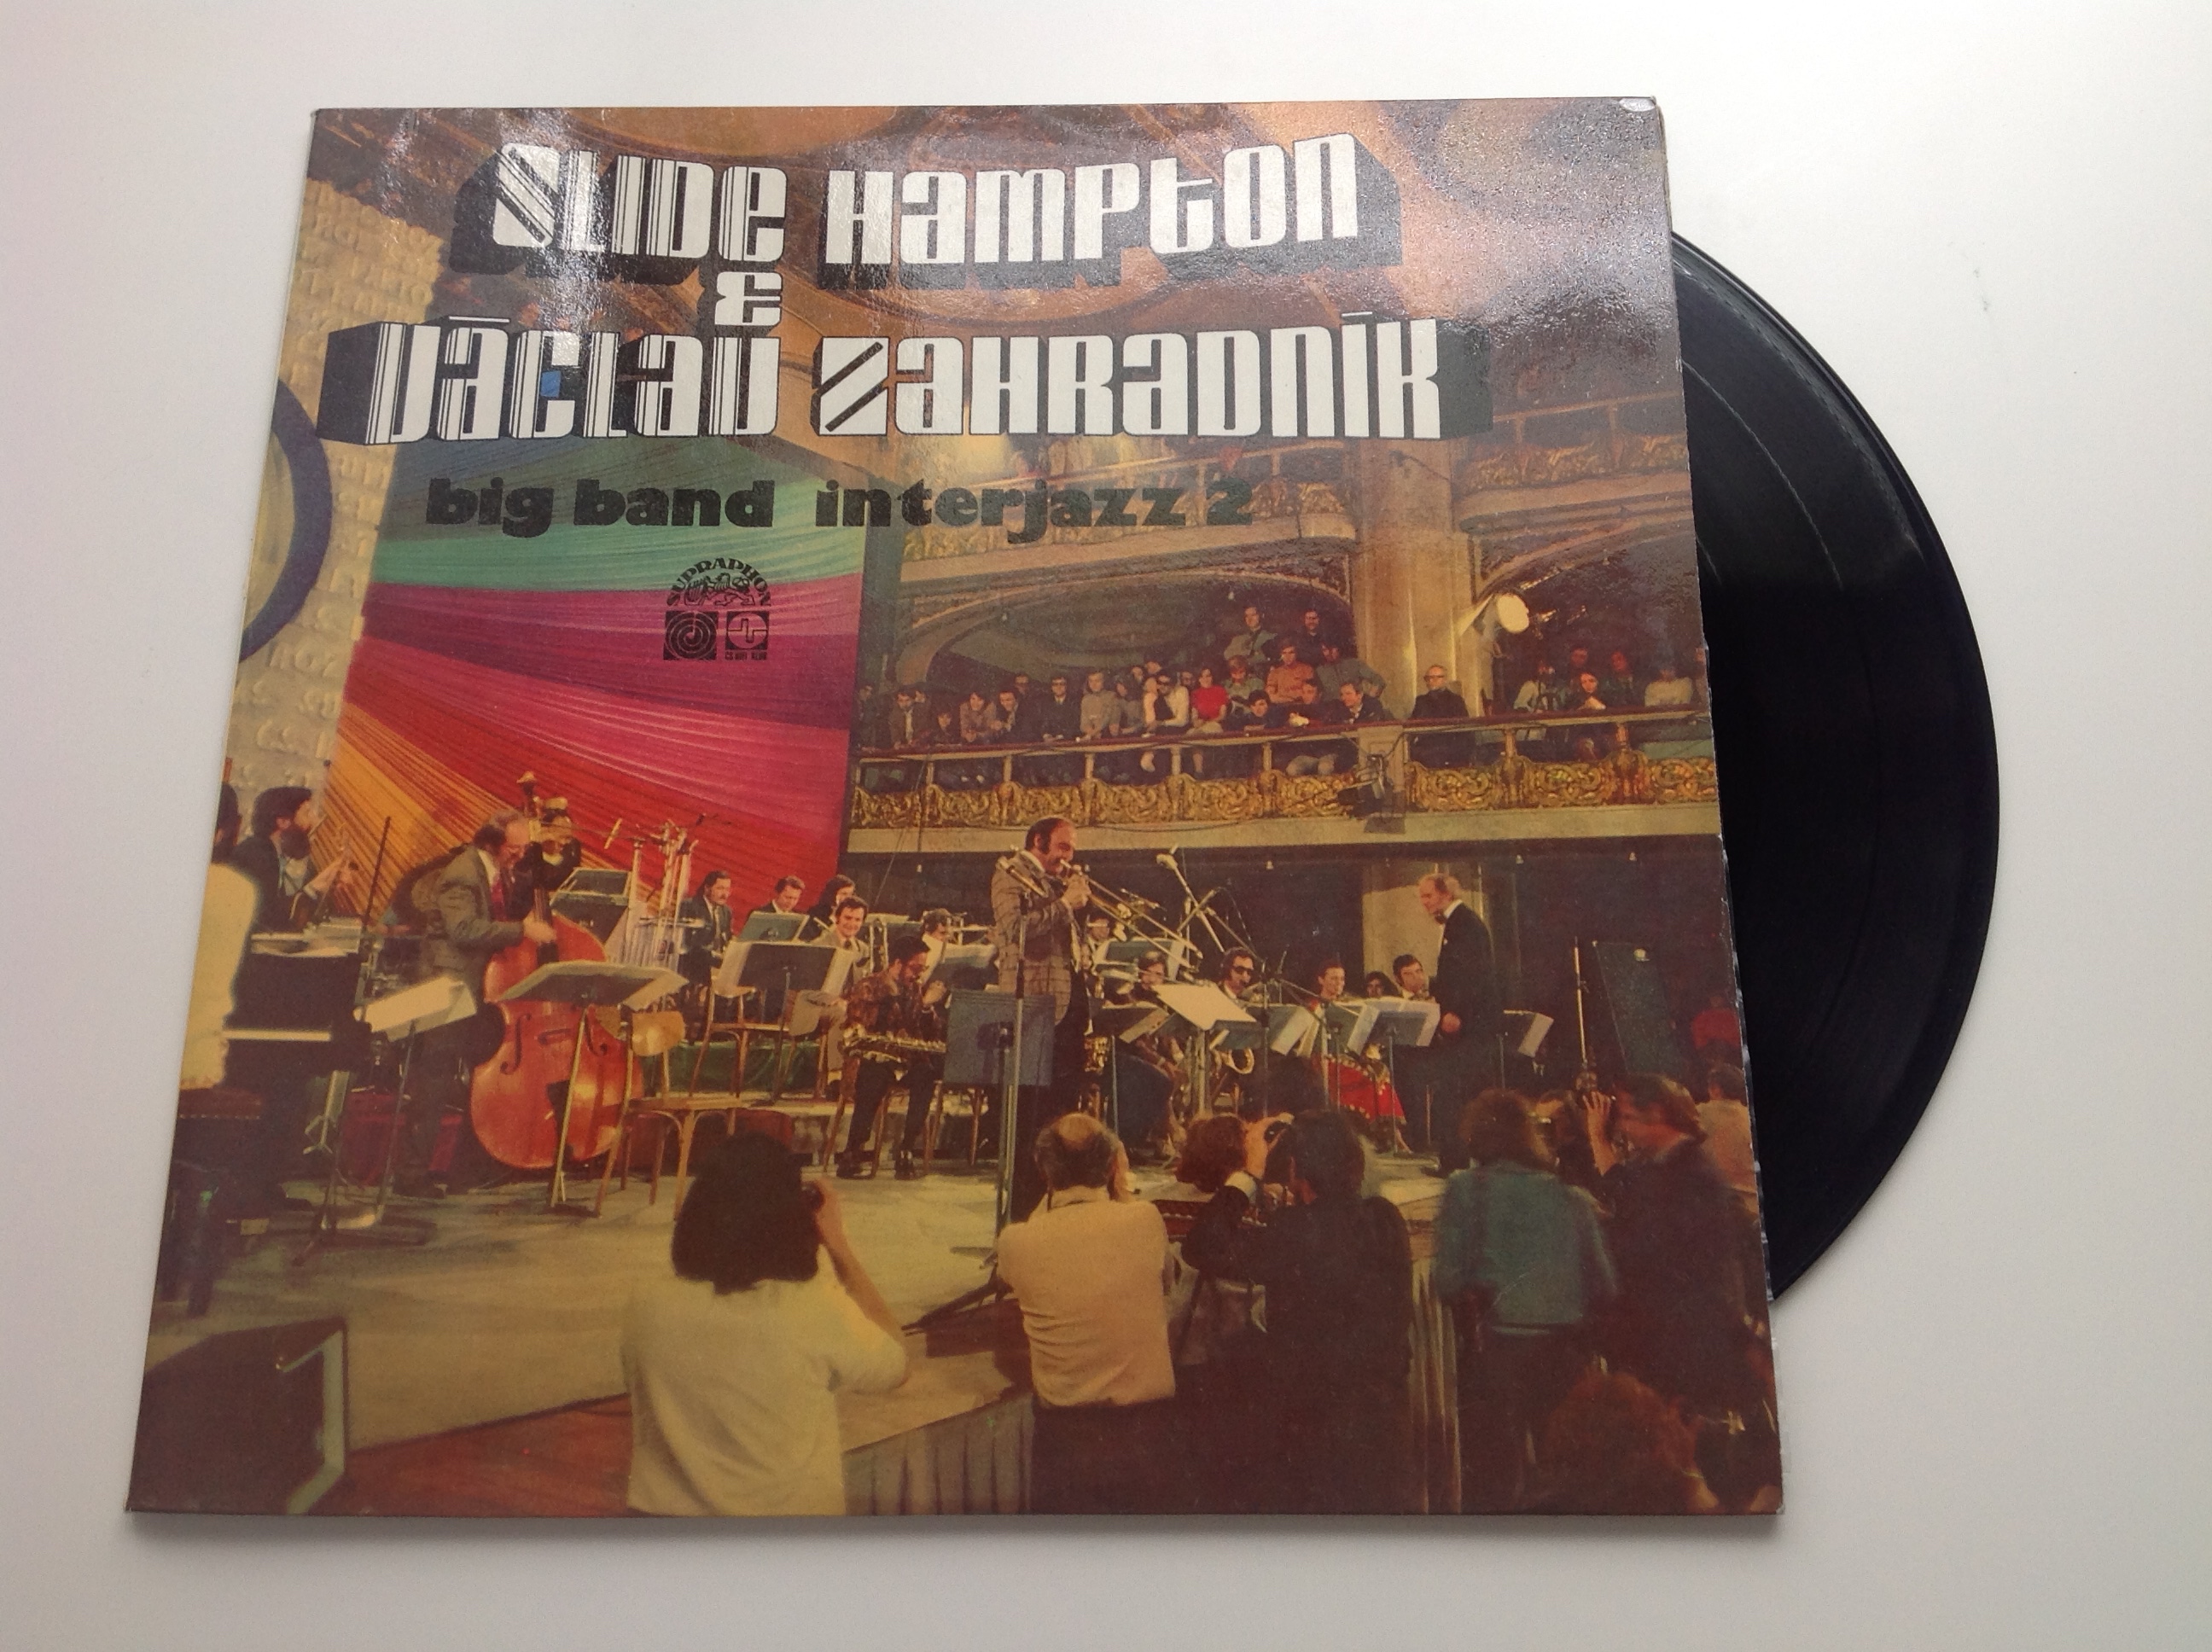 SLIDE HAMPTON
&
VÁCLAV ZAHRADNÍK
big band interjazz 2
SUPRAPHON